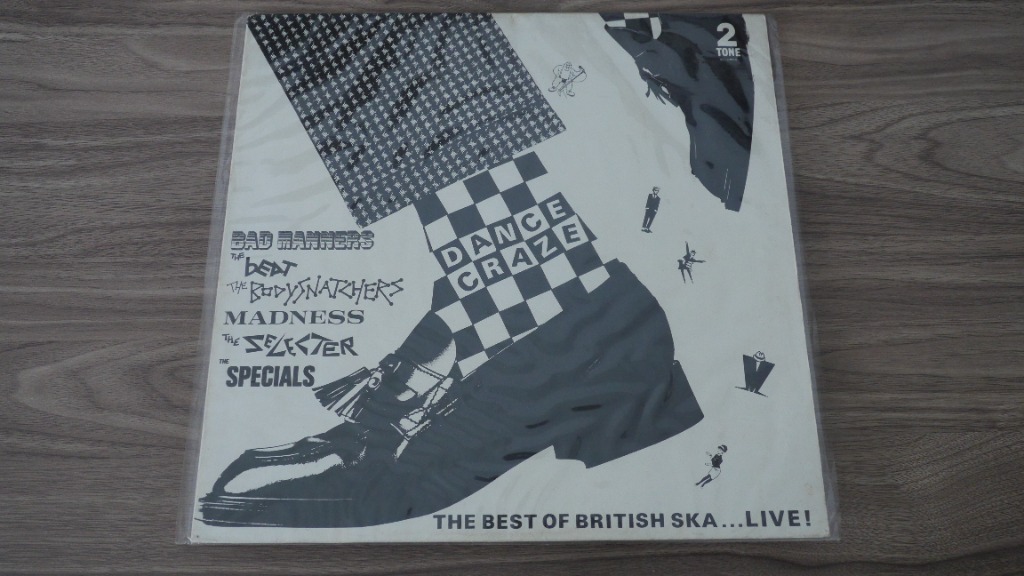 2
TONE
DANCE
CRAZE
BAD MANNERS
THE BEAT
THE BODYSNATCHERS
MADNESS
THE SELECTER
THE SPECIALS
THE BEST OF BRITISH SKA...LIVE!